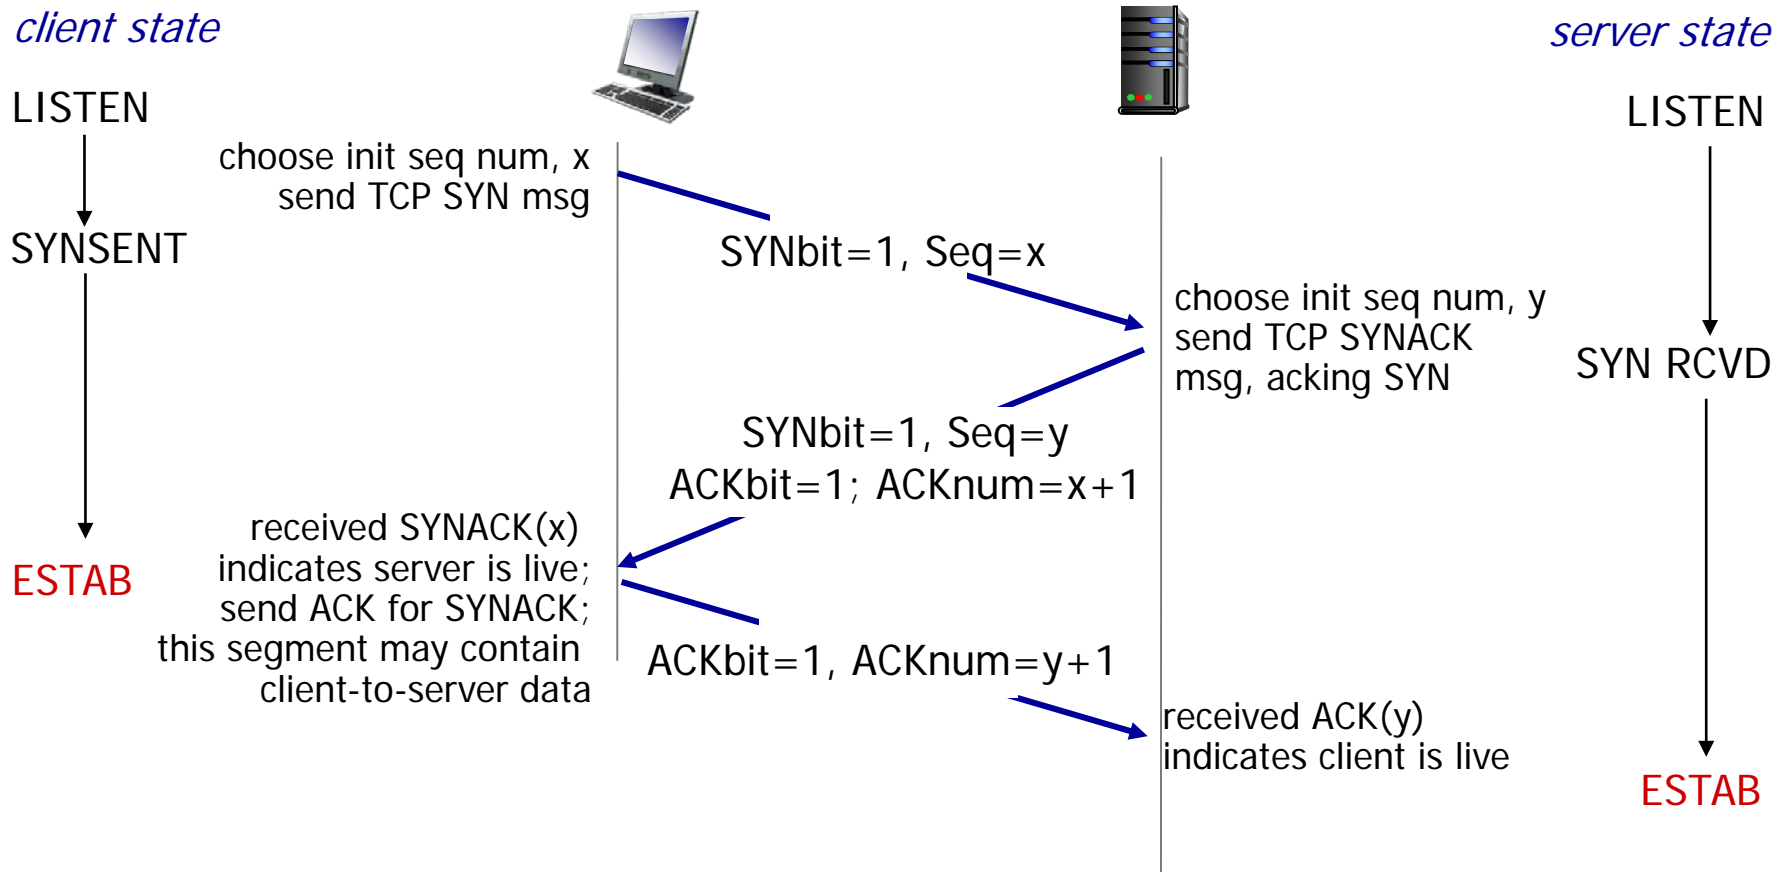 client state
server state
LISTEN
LISTEN
choose init seq num, x
send TCP SYN msg
SYNSENT
SYNbit=1, Seq=x
choose init seq num, y
send TCP SYNACK
msg, acking SYN
SYN RCVD
SYNbit=1, Seq=y
ACKbit=1; ACKnum=x+1
received SYNACK(x)
indicates server is live;
send ACK for SYNACK;
this segment may contain
client-to-server data
ESTAB
ACKbit=1, ACKnum=y+1
received ACK(y)
indicates client is live
ESTAB